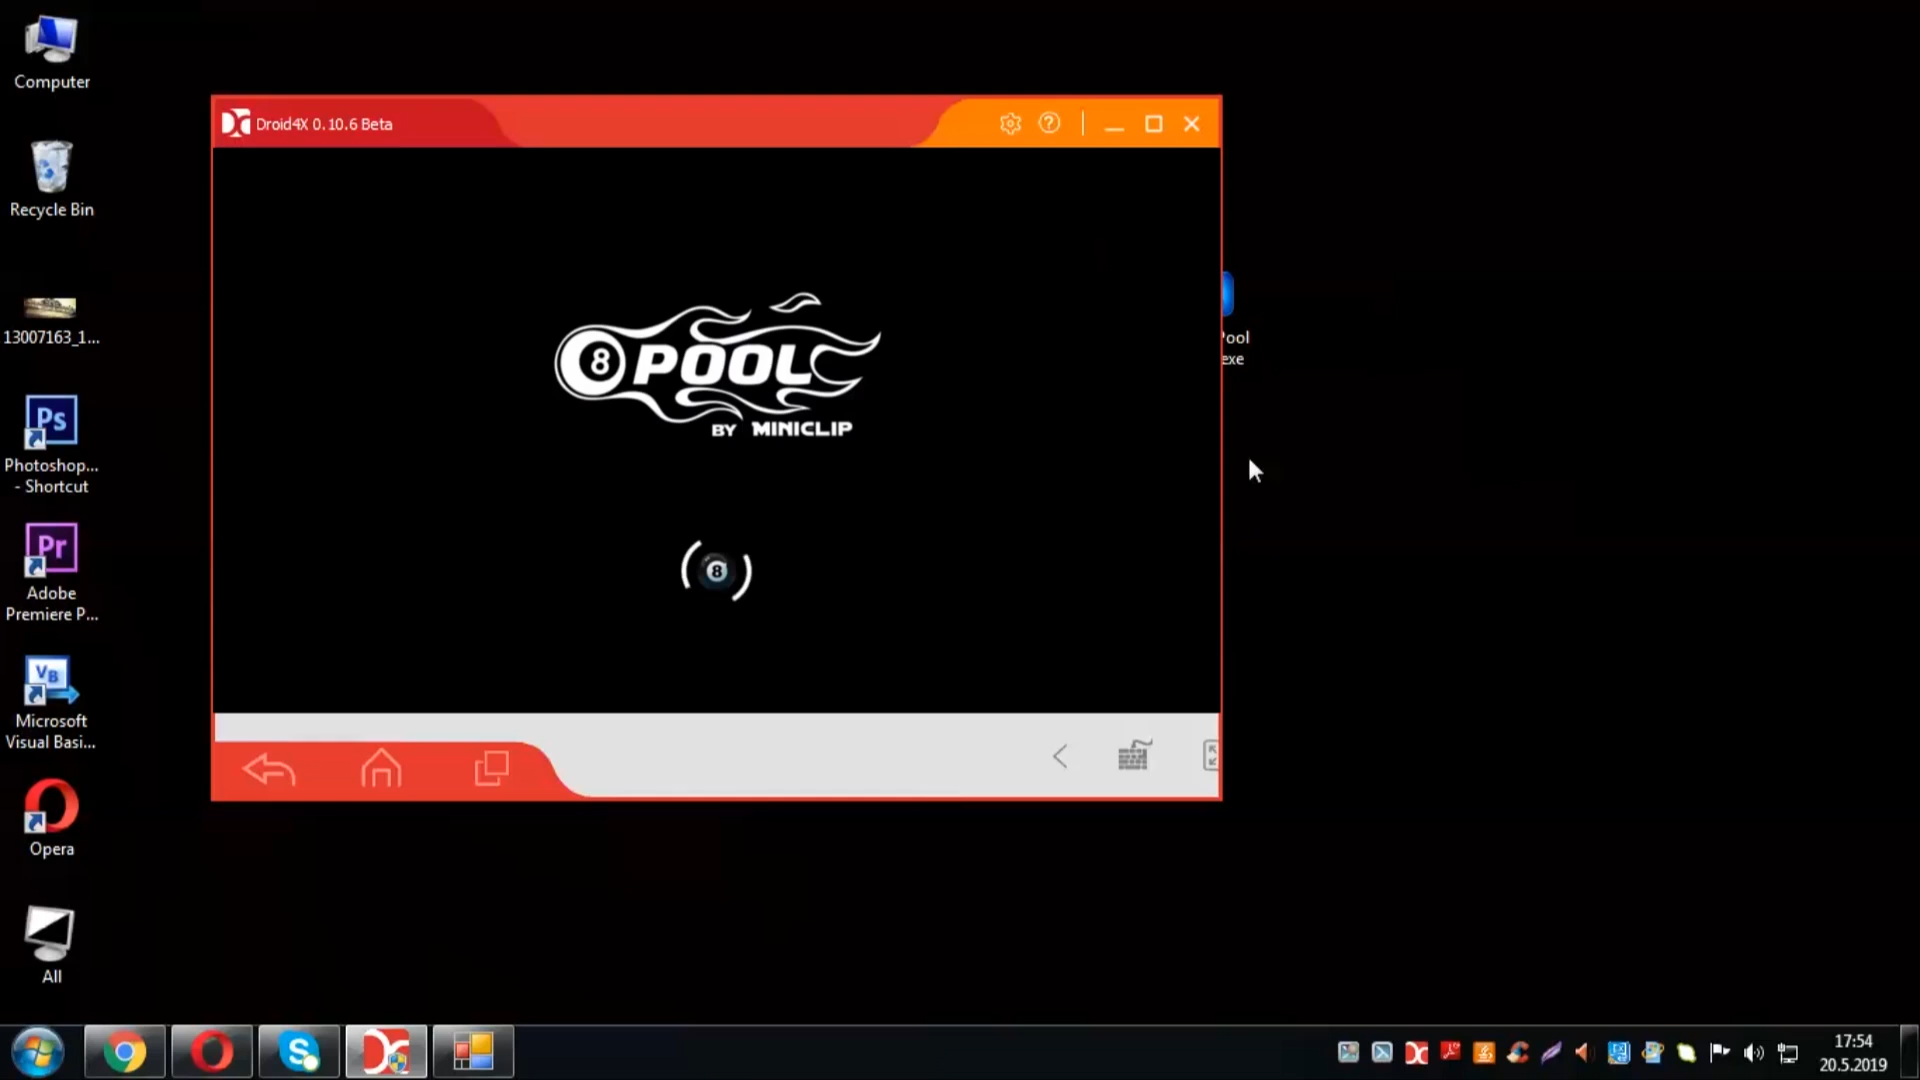 Computer
Recycle Bin
13007163_1...
Photoshop...
- Shortcut
Adobe
Premiere P...
Microsoft
Visual Basi...
Opera
All
Droid4X 0.10.6 Beta
8 POOL
BY MINICLIP
8
ool
exe
17:54
20.5.2019